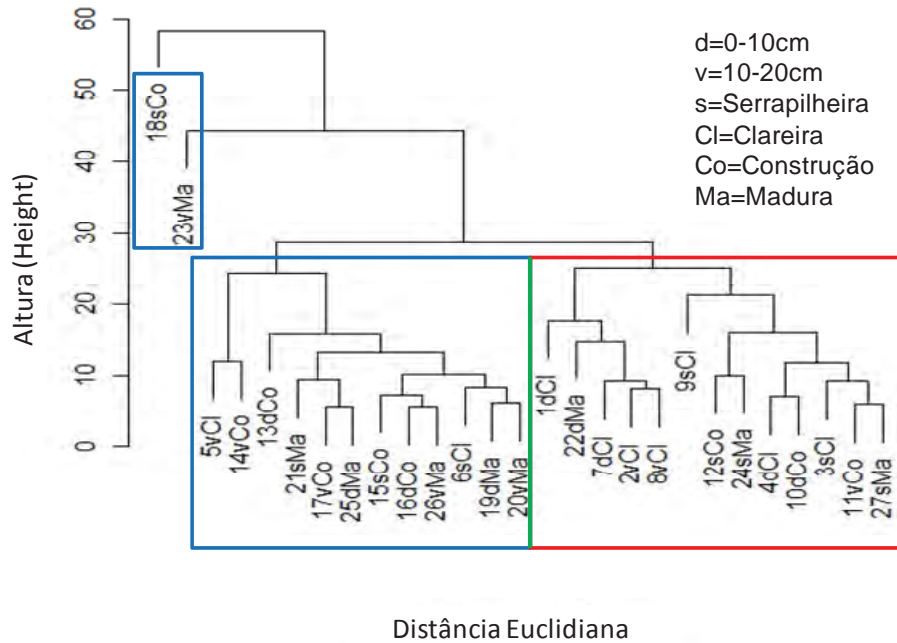 60
50
40
30
20
10
0
Altura (Height)
d=0-10cm
v=10-20cm
s=Serrapilheira
Cl=Clareira
Co=Construção
Ma=Madura
18sCo
23vMa
5vCl
14vCo
13dCo
21sMa
17vCo
25dMa
15sCo
16dCo
26vMa
6sCl
19dMa
20vMa
1dCl
22dMa
7dCl
2vCl
8vCl
9sCl
12sCo
24sMa
4dCl
10dCo
3sCl
11vCo
27sMa
Distância Euclidiana